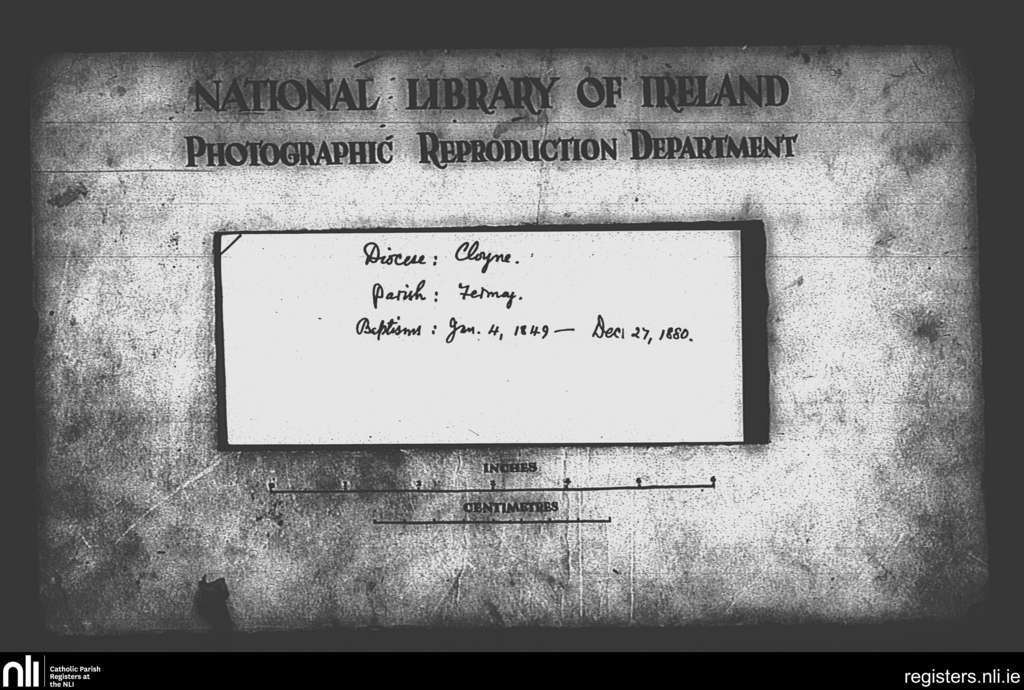 NATIONAL LIBRARY OF IRELAND
PHOTOGRAPHIC REPRODUCTION DEPARTMENT
Diocese: Cloyne.
Parish: Fermoy.
Baptisms: Jan. 4, 1849 — Dec. 27, 1880.
INCHES
CENTIMETRES
nli
Catholic Parish
Registers at
the NLI
registers.nli.ie